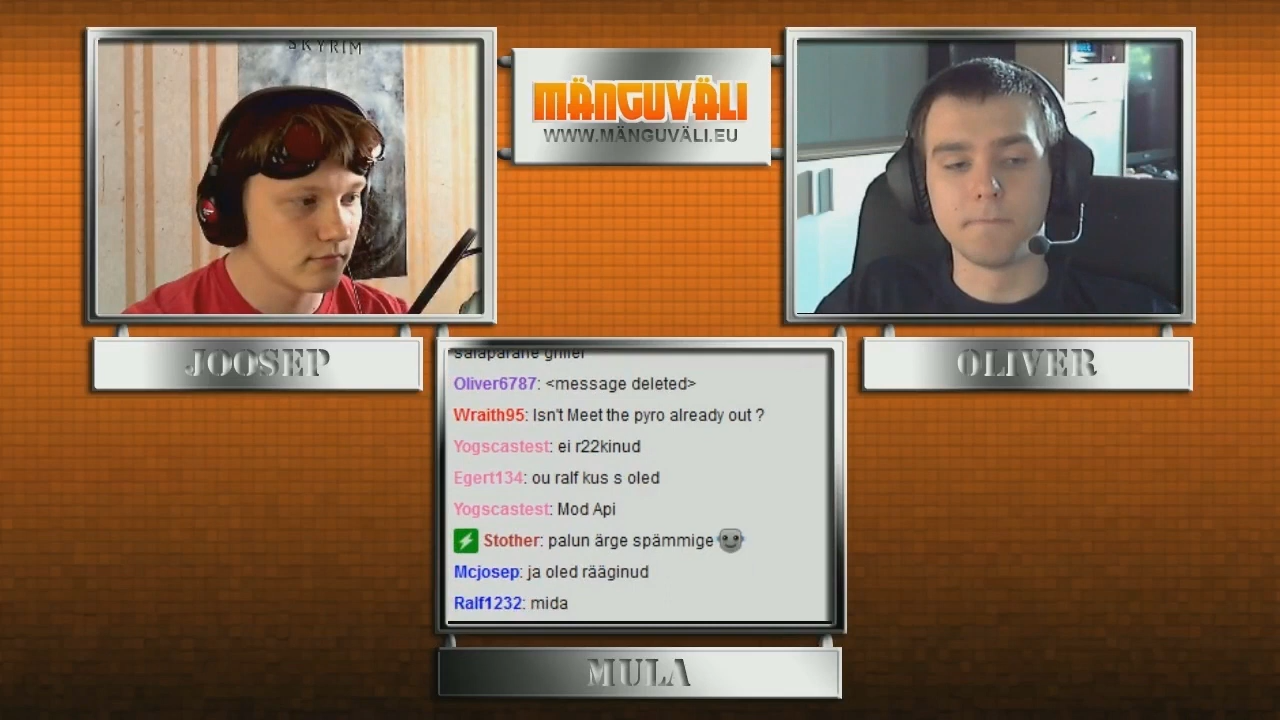 SKYRIM
MÄNGUVÄLI
WWW.MÄNGUVÄLI.EU
JOOSEP
OLIVER
salapärane griller
Oliver6787: <message deleted>
Wraith95: Isn't Meet the pyro already out ?
Yogscastest: ei r22kinud
Egert134: ou ralf kus s oled
Yogscastest: Mod Api
Stother: palun ärge spämmige
Mcjosep: ja oled rääginud
Ralf1232: mida
MULA